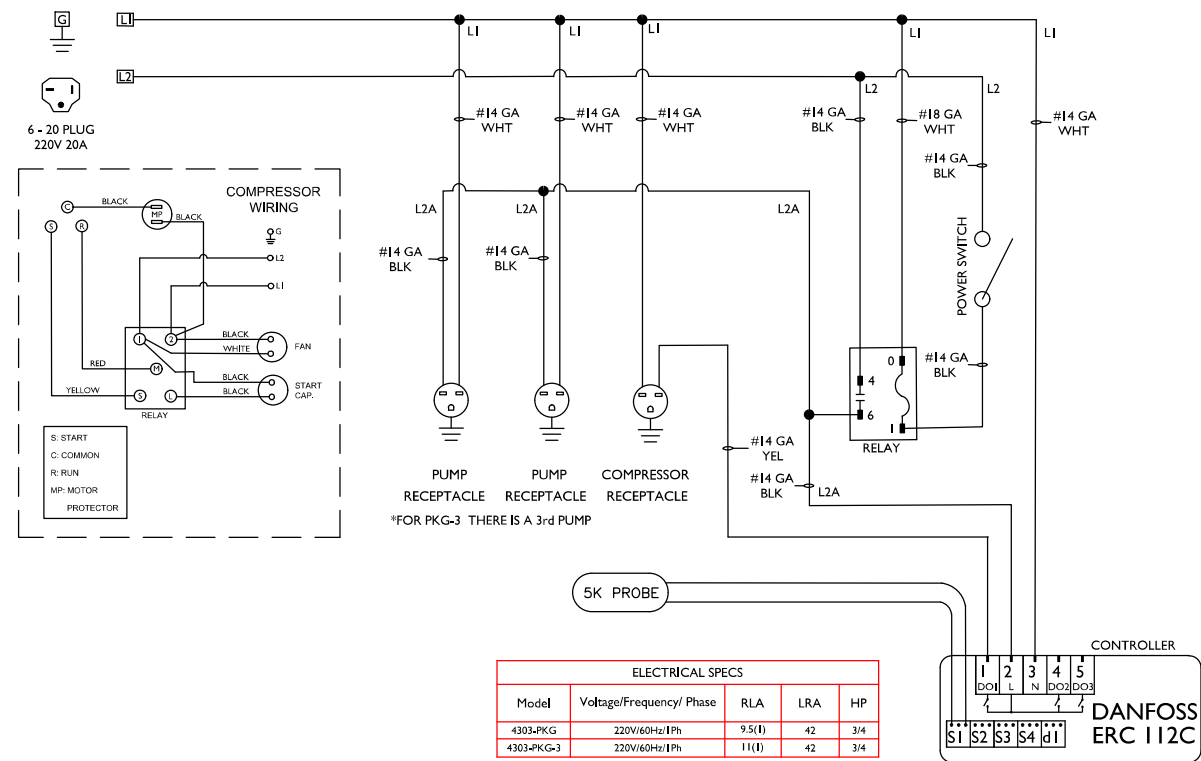 G
L1
L1
L1
L1
L1
L1
L2
L2
L2
6 - 20 PLUG
220V 20A
#14 GA
WHT
#14 GA
WHT
#14 GA
WHT
#14 GA
BLK
#18 GA
WHT
#14 GA
WHT
#14 GA
BLK
COMPRESSOR
WIRING
C
BLACK
MP
BLACK
S
R
G
L2
L1
1
2
BLACK
WHITE
FAN
RED
M
BLACK
START
CAP.
YELLOW
S
L
BLACK
RELAY
S: START
C: COMMON
R: RUN
MP: MOTOR
PROTECTOR
L2A
L2A
L2A
#14 GA
BLK
#14 GA
BLK
POWER SWITCH
#14 GA
BLK
0
4
6
1
RELAY
#14 GA
YEL
#14 GA
BLK
L2A
PUMP
RECEPTACLE
PUMP
RECEPTACLE
COMPRESSOR
RECEPTACLE
*FOR PKG-3 THERE IS A 3rd PUMP
5K PROBE
CONTROLLER
1 2 3 4 5
DO1 L N DO2 DO3
S1 S2 S3 S4 d1
DANFOSS
ERC 112C
ELECTRICAL SPECS
Model Voltage/Frequency/ Phase RLA LRA HP
4303-PKG 220V/60Hz/1Ph 9.5(1) 42 3/4
4303-PKG-3 220V/60Hz/1Ph 11(1) 42 3/4